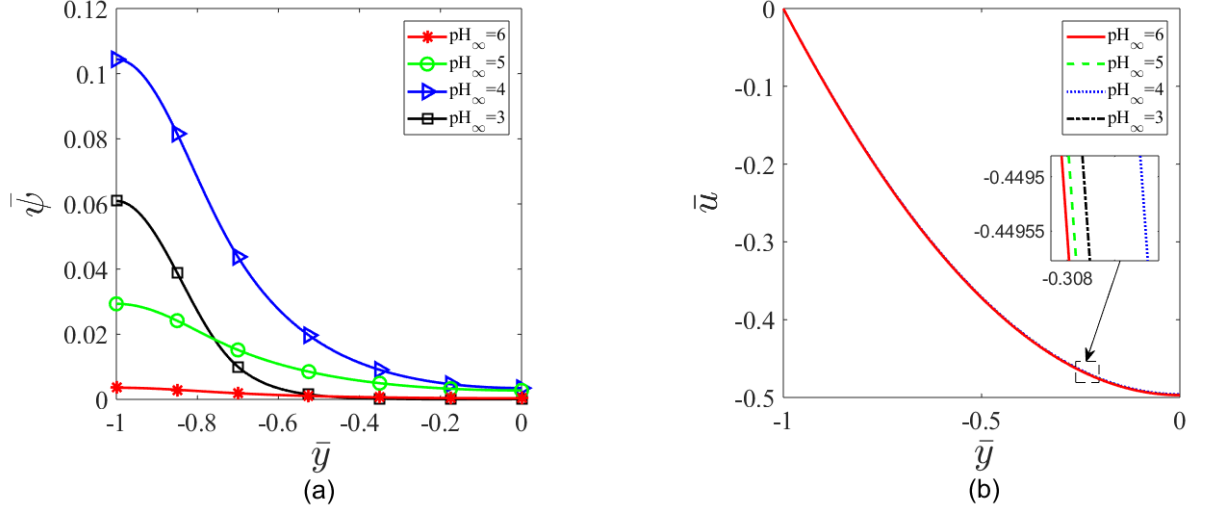 pH∞=6
pH∞=5
pH∞=4
pH∞=3
0.12
0.1
0.08
0.06
0.04
0.02
0
ψ̄
-1 -0.8 -0.6 -0.4 -0.2 0
ȳ
(a)
pH∞=6
pH∞=5
pH∞=4
pH∞=3
0
-0.1
-0.2
-0.3
-0.4
-0.5
ū
-0.4495
-0.44955
-0.308
-1 -0.5 0
ȳ
(b)